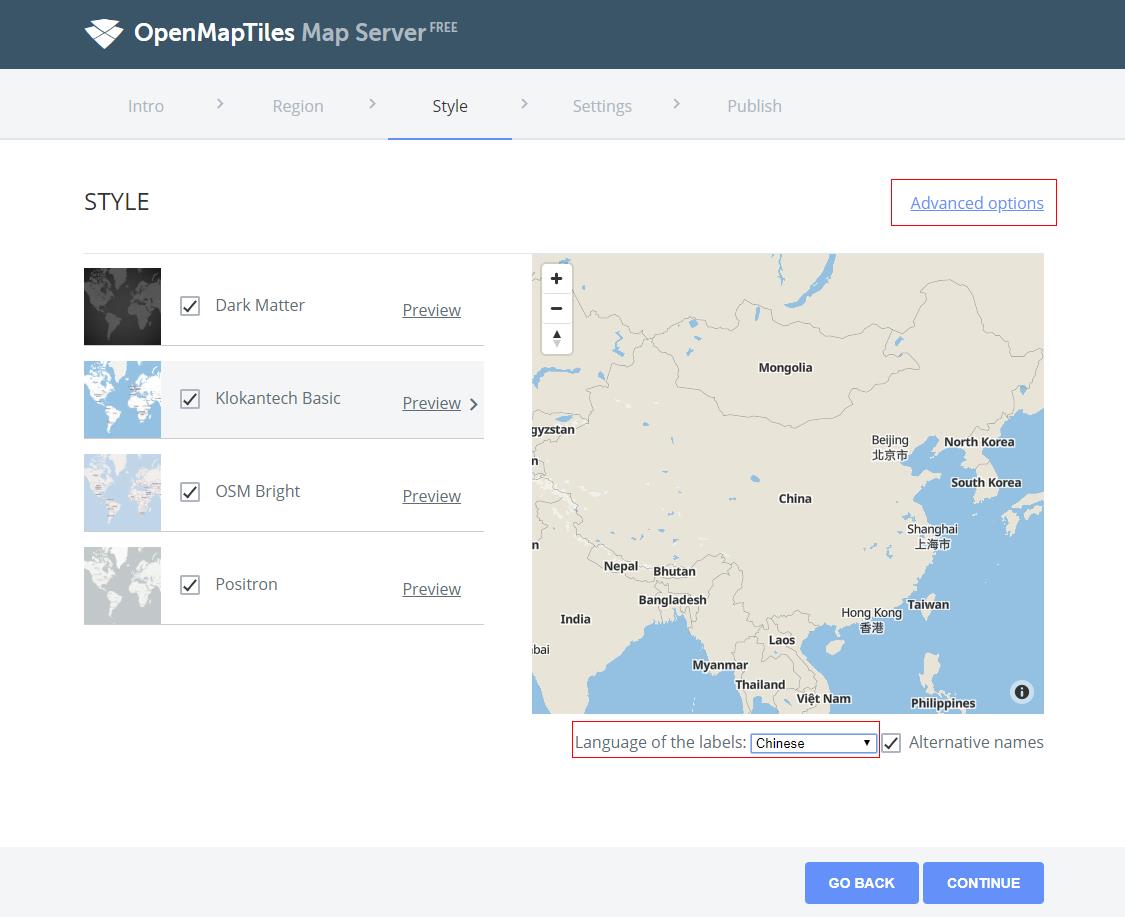 OpenMapTiles Map Server FREE
Intro
Region
Style
Settings
Publish
STYLE
Advanced options
Dark Matter
Preview
Klokantech Basic
Preview
OSM Bright
Preview
Positron
Preview
Mongolia
gyzstan
Beijing
北京市
North Korea
n
South Korea
China
Shanghai
上海市
n
Nepal
Bhutan
Bangladesh
Taiwan
India
Hong Kong
香港
Laos
bai
Myanmar
Thailand
Việt Nam
Philippines
Language of the labels: Chinese
Alternative names
GO BACK
CONTINUE